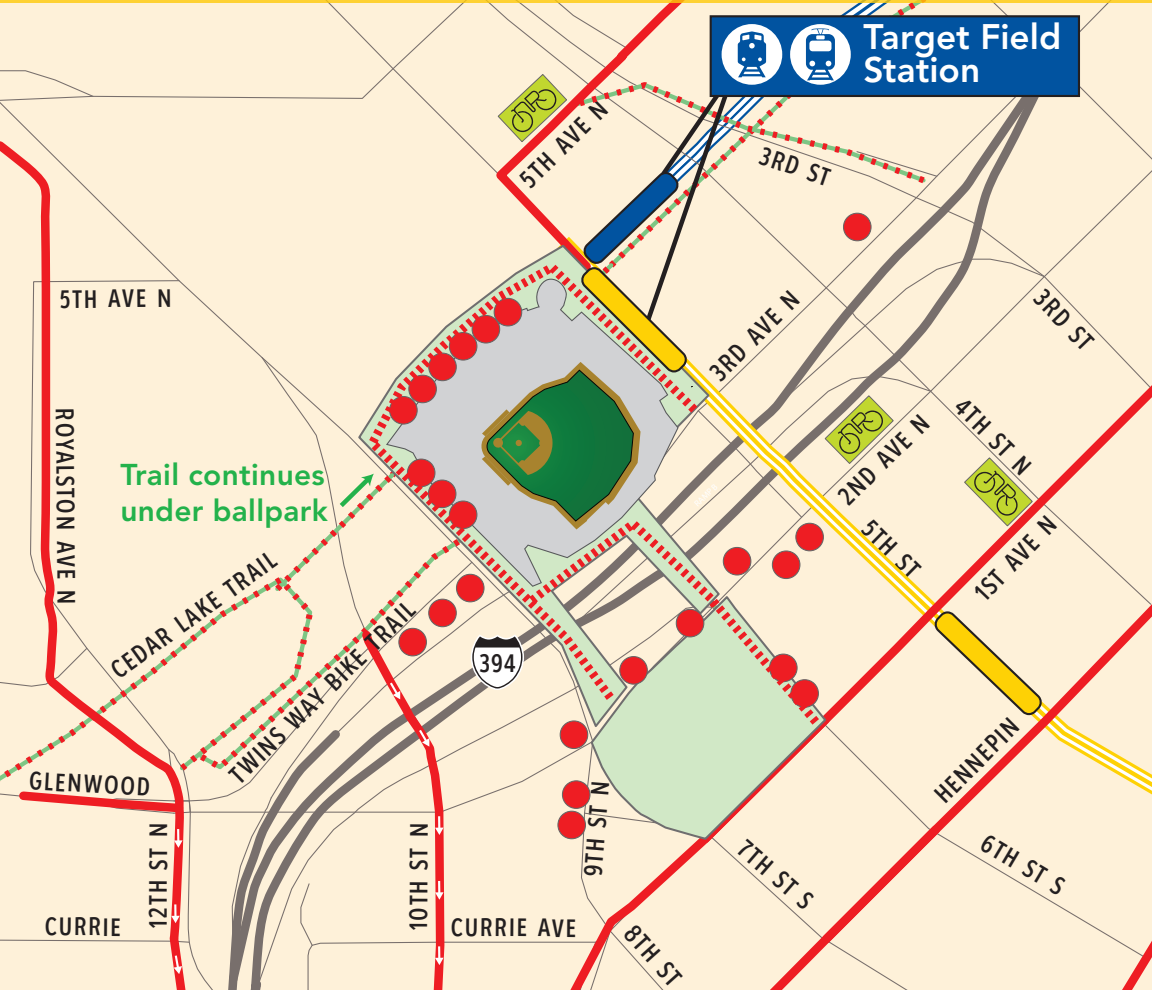 Target Field
Station
5TH AVE N
3RD ST
5TH AVE N
3RD AVE N
3RD ST
ROYALSTON AVE N
4TH ST N
2ND AVE N
Trail continues
under ballpark
5TH ST
1ST AVE N
CEDAR LAKE TRAIL
TWINS WAY BIKE TRAIL
394
GLENWOOD
HENNEPIN
12TH ST N
10TH ST N
9TH ST N
7TH ST S
6TH ST S
CURRIE
CURRIE AVE
8TH ST